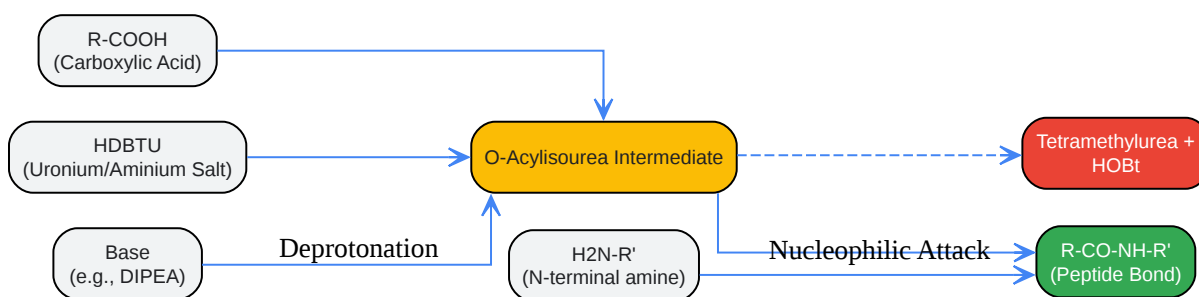 R-COOH
(Carboxylic Acid)
HDBTU
(Uronium/Aminium Salt)
O-Acylisourea Intermediate
Tetramethylurea +
HOBt
Base
(e.g., DIPEA)
Deprotonation
H2N-R'
(N-terminal amine)
Nucleophilic Attack
R-CO-NH-R'
(Peptide Bond)